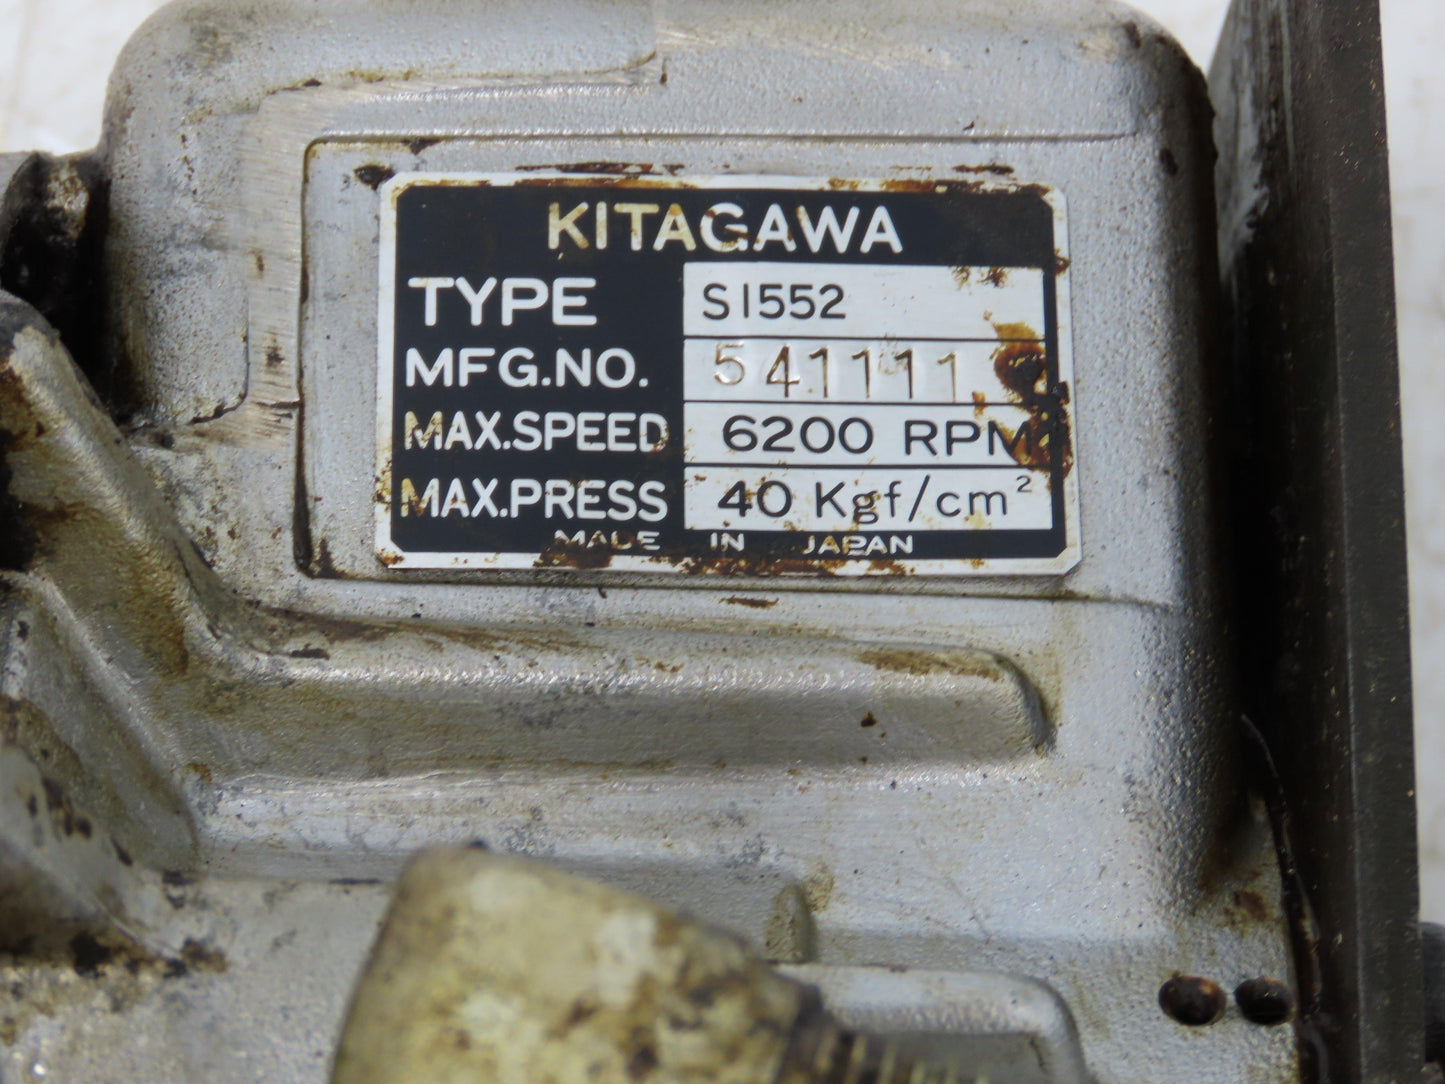 KITAGAWA
TYPE S1552
MFG.NO. 541111
MAX.SPEED 6200 RPM
MAX.PRESS 40 Kgf/cm²
MADE IN JAPAN